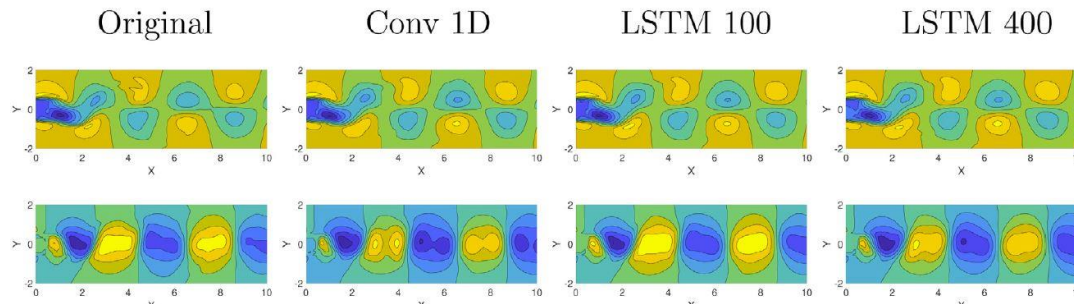 Original Conv 1D LSTM 100 LSTM 400
2 2 2 2
Y 0 Y 0 Y 0 Y 0
-2 -2 -2 -2
0 2 4 6 8 10 0 2 4 6 8 10 0 2 4 6 8 10 0 2 4 6 8 10
X X X X
2 2 2 2
Y 0 Y 0 Y 0 Y 0
-2 -2 -2 -2
0 2 4 6 8 10 0 2 4 6 8 10 0 2 4 6 8 10 0 2 4 6 8 10